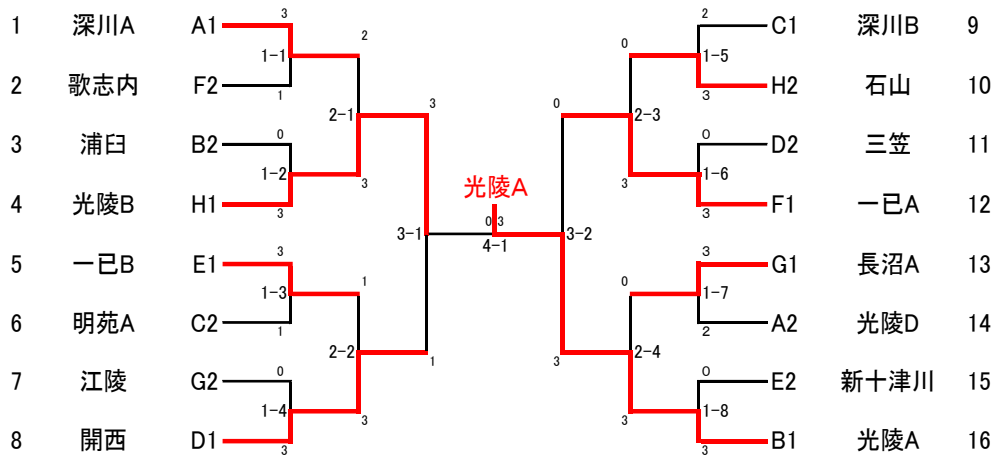 1 深川A A1 3 2 C1 深川B 9
1-1 2 0 1-5
2 歌志内 F2 1 3 H2 石山 10
2-1 3 0 2-3
3 浦臼 B2 0 0 D2 三笠 11
1-2 3 3 1-6
4 光陵B H1 3 光陵A 3 F1 一已A 12
3-1 0 3 4-1 3-2
5 一已B E1 3 3 G1 長沼A 13
1-3 1 0 1-7
6 明苑A C2 1 2 A2 光陵D 14
2-2 1 3 2-4
7 江陵 G2 0 0 E2 新十津川 15
1-4 3 3 1-8
8 開西 D1 3 3 B1 光陵A 16